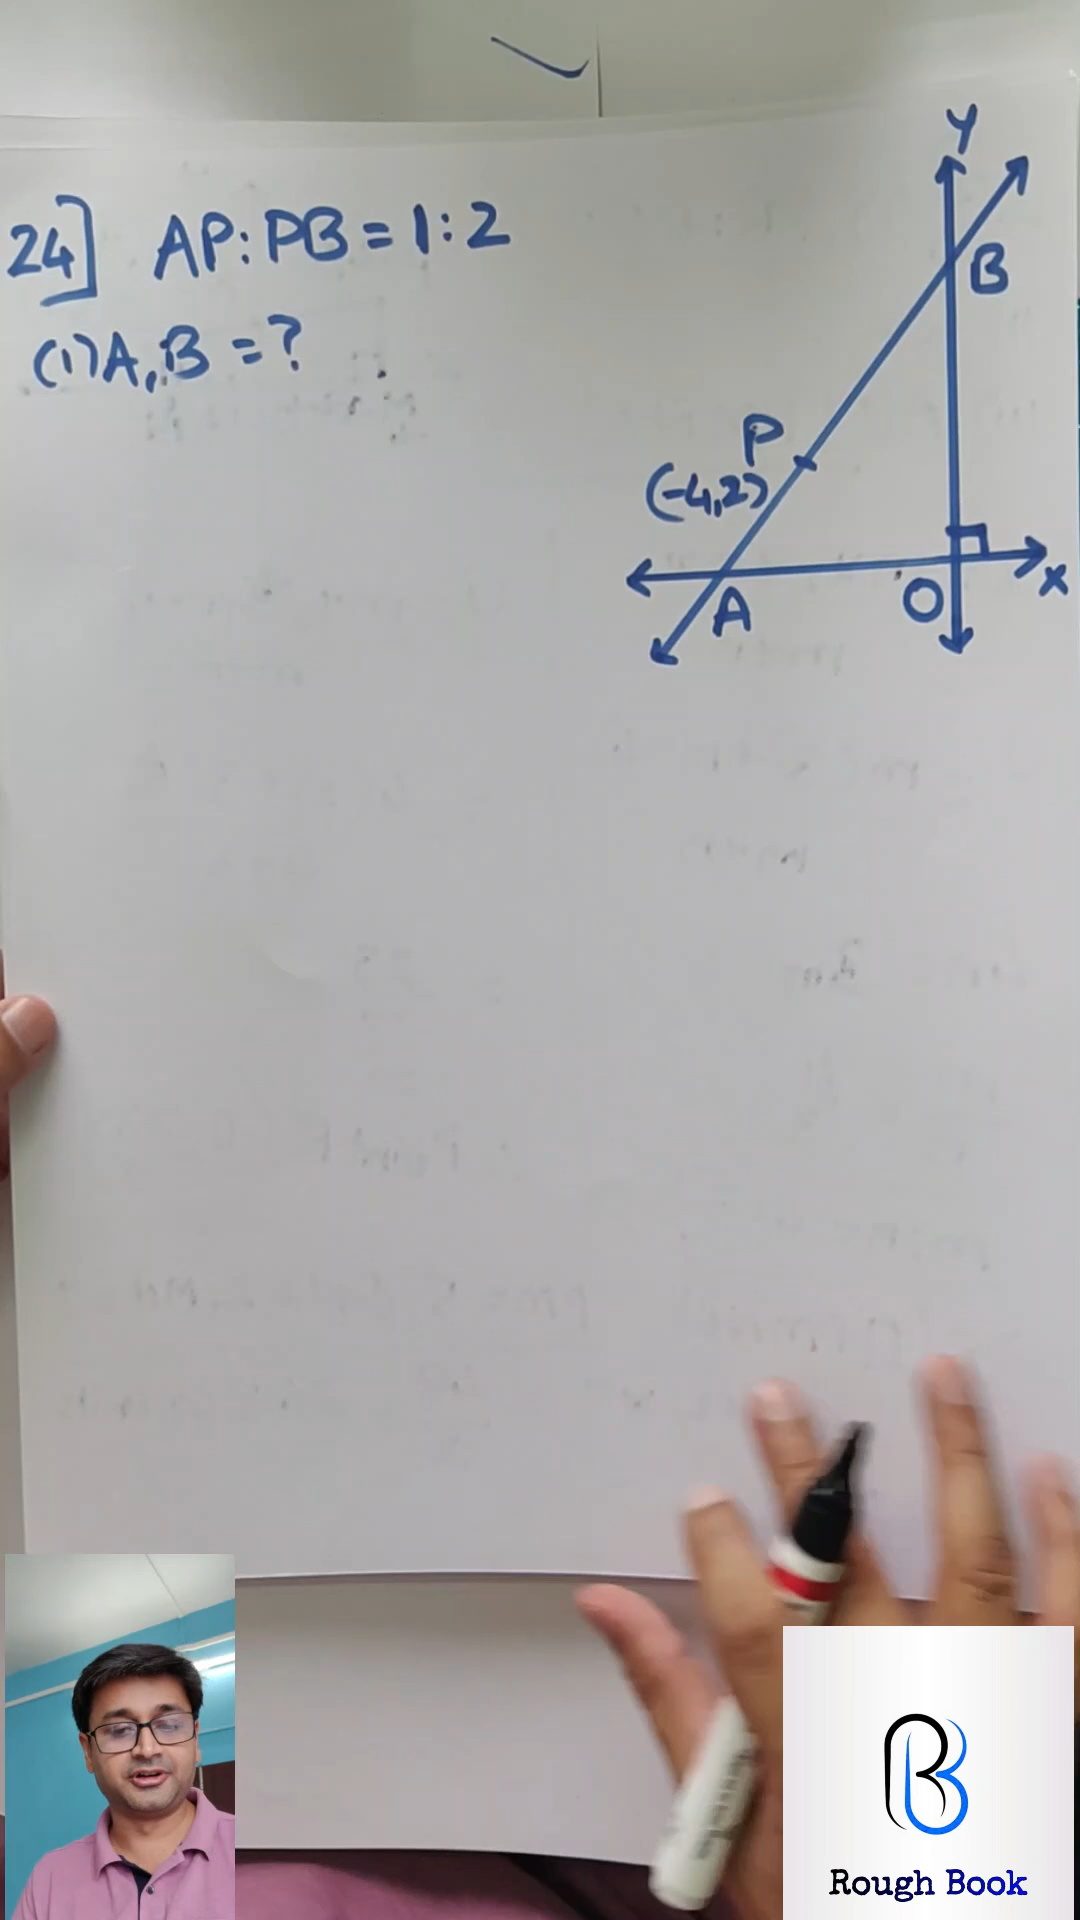 24] AP:PB=1:2
(1) A,B =?
Y
B
P
(-4,2)
A
O
X
Rough Book